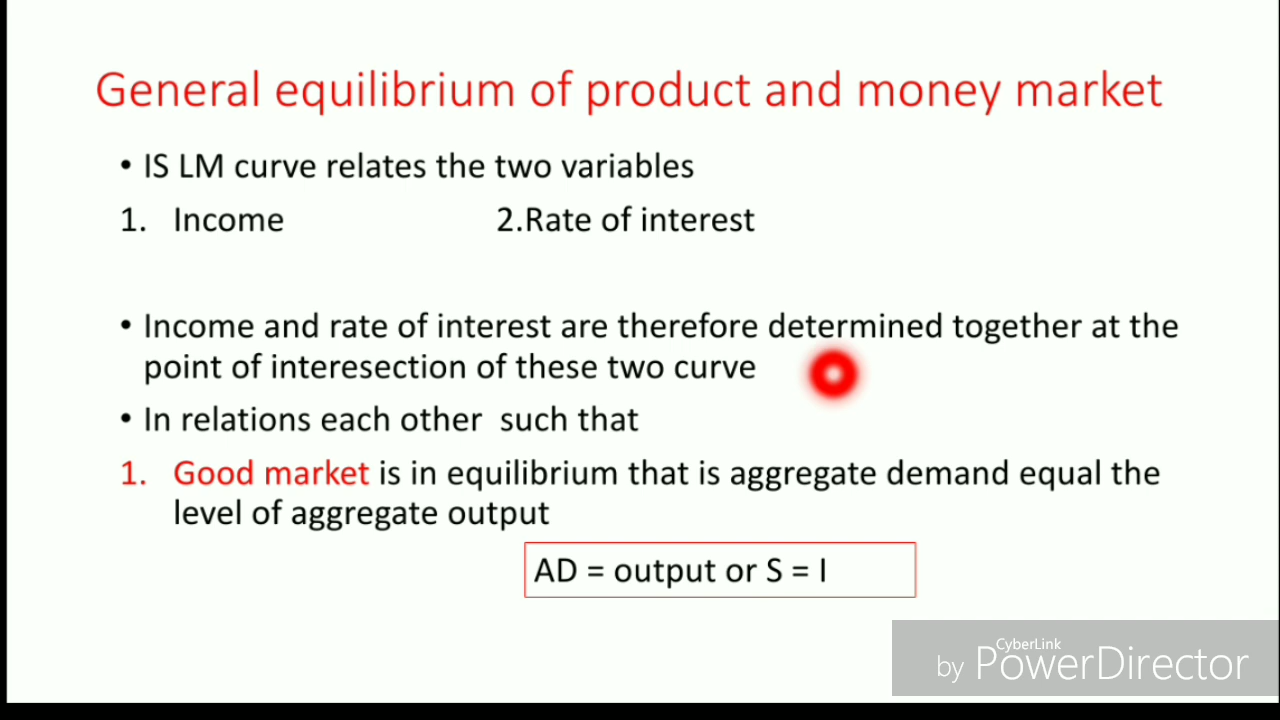 General equilibrium of product and money market
• IS LM curve relates the two variables
1. Income 2.Rate of interest
• Income and rate of interest are therefore determined together at the
point of interesection of these two curve
• In relations each other such that
1. Good market is in equilibrium that is aggregate demand equal the
level of aggregate output
AD = output or S = I
CyberLink
by PowerDirector